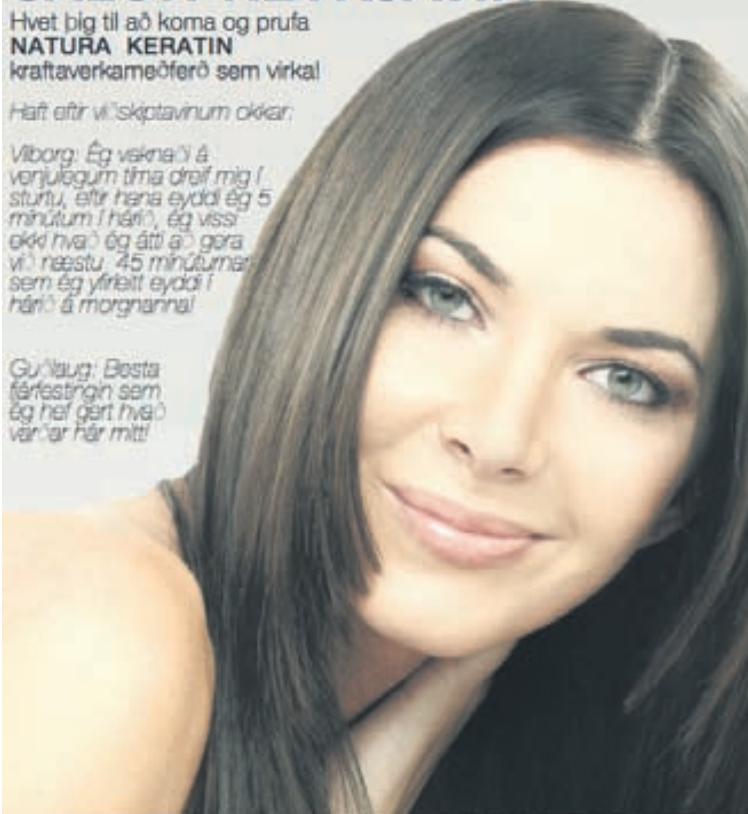 Hvet þig til að koma og prufa
NATURA KERATIN
kraftaverkameðferð sem virka!
Haft eftir viðskiptavinum okkar:
Vilborg: Ég vaknaði á
venjulegum tíma dreif mig í
sturtu, eftir hana eyddi ég 5
mínútum í hárið, ég vissi
ekki hvað ég átti að gera
við næstu 45 mínúturnar
sem ég yfirleitt eyddi í
hárið á morgnanna!
Guðlaug: Besta
fjárfestingin sem
ég hef gert hvað
varðar hár mitt!